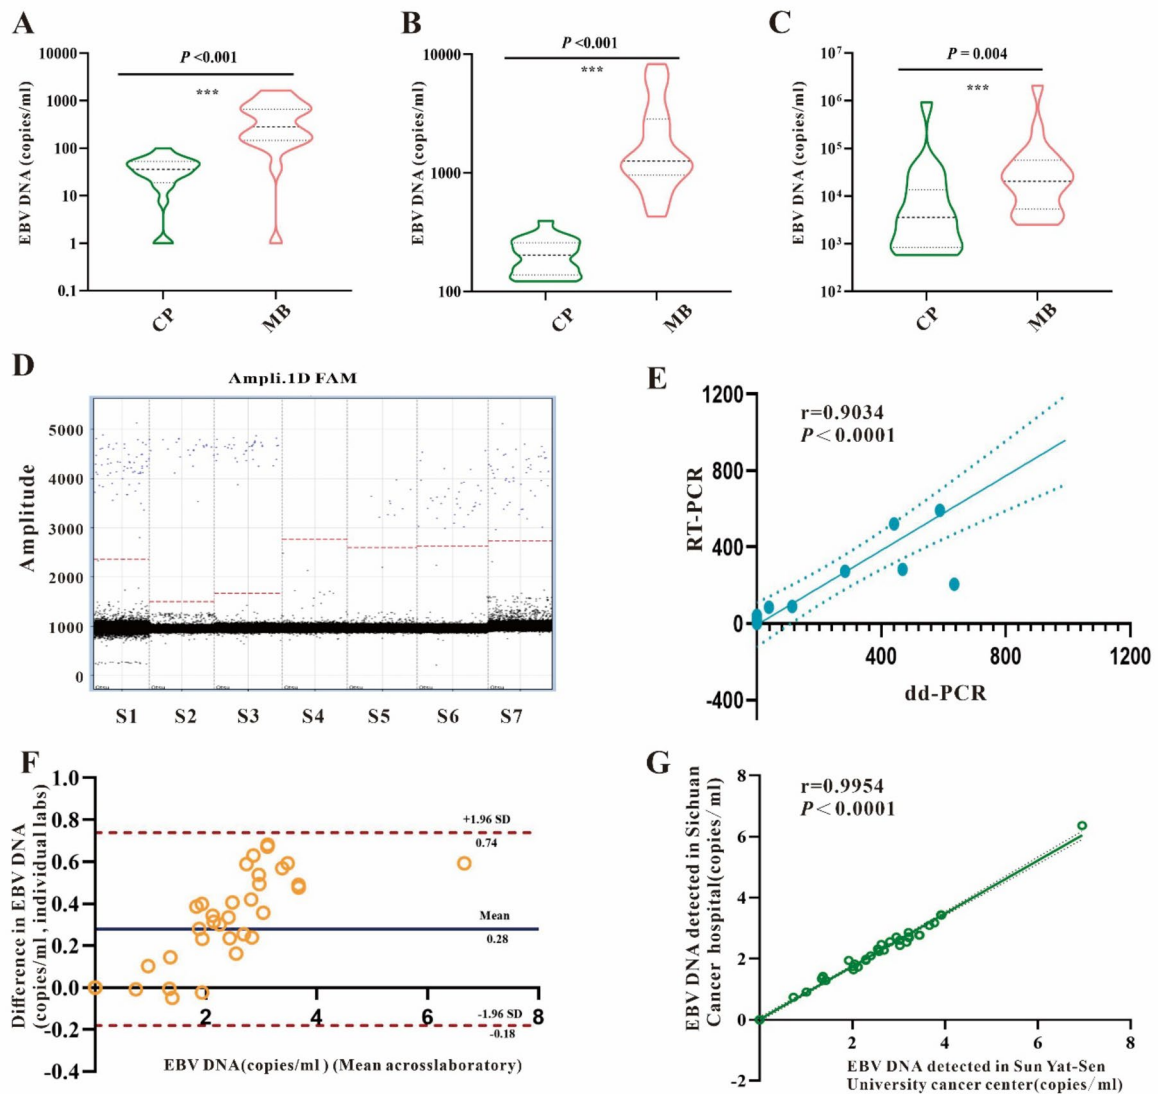 A
P <0.001
***
EBV DNA (copies/ml)
10000
1000
100
10
1
0.1
CP
MB
B
P <0.001
***
EBV DNA (copies/ml)
10000
1000
100
CP
MB
C
P = 0.004
***
EBV DNA (copies/ml)
10⁷
10⁶
10⁵
10⁴
10³
10²
CP
MB
D
Ampli.1D FAM
Amplitude
5000
4000
3000
2000
1000
0
S1 S2 S3 S4 S5 S6 S7
E
r=0.9034
P<0.0001
RT-PCR
1200
800
400
0
-400
400 800 1200
dd-PCR
F
Difference in EBV DNA
(copies/ml, individual labs)
1.0
0.8
0.6
0.4
0.2
0.0
-0.2
-0.4
+1.96 SD
0.74
Mean
0.28
2 4 6 8
-1.96 SD
-0.18
EBV DNA(copies/ml) (Mean acrosslaboratory)
G
r=0.9954
P<0.0001
EBV DNA detected in Sichuan
Cancer hospital(copies/ml)
8
6
4
2
0
-2
2 4 6 8
EBV DNA detected in Sun Yat-Sen
University cancer center(copies/ml)